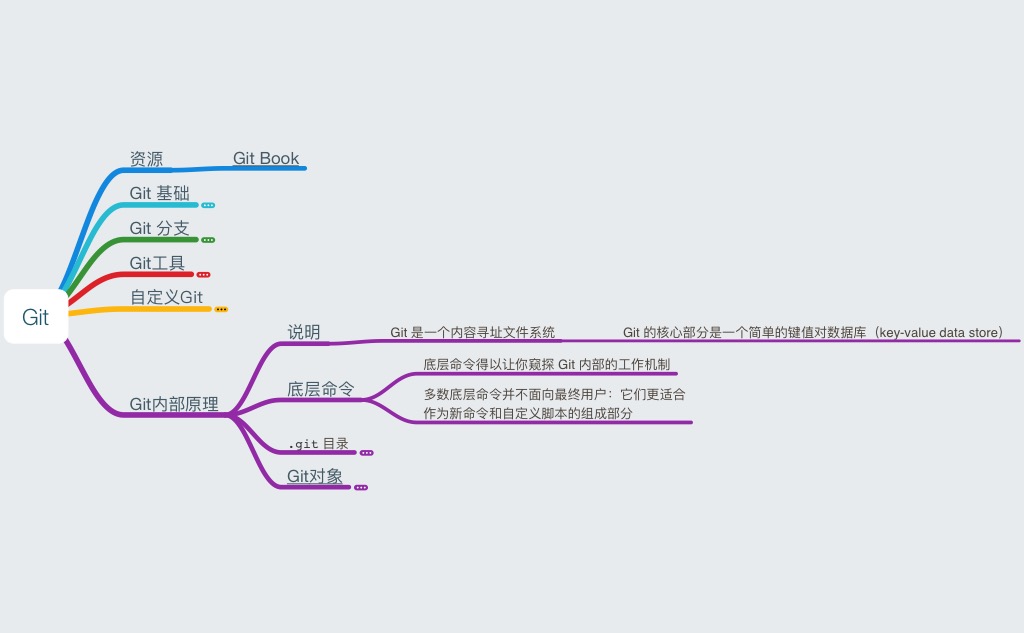 资源
Git Book
Git 基础
Git 分支
Git工具
自定义Git
Git
说明
Git 是一个内容寻址文件系统
Git 的核心部分是一个简单的键值对数据库（key-value data store）
底层命令得以让你窥探 Git 内部的工作机制
底层命令
多数底层命令并不面向最终用户：它们更适合
作为新命令和自定义脚本的组成部分
Git内部原理
.git 目录
Git对象